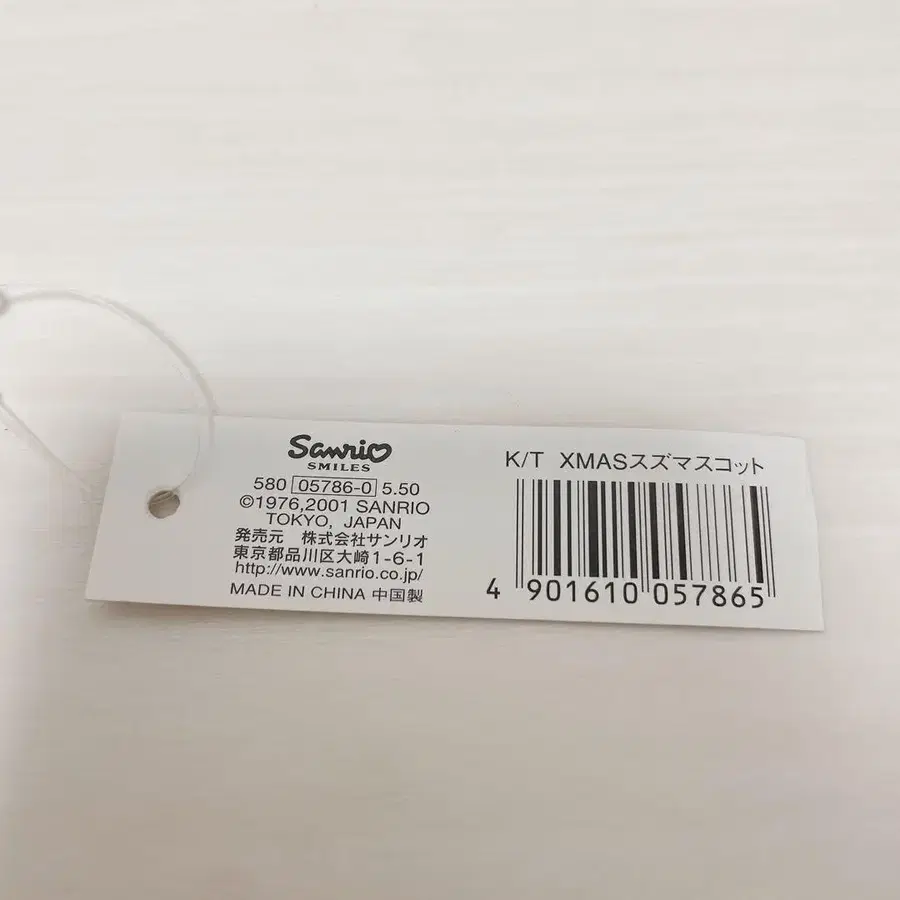 Sanrio
SMILES
580 05786-0 5.50
©1976,2001 SANRIO
TOKYO, JAPAN
発売元 株式会社サンリオ
東京都品川区大崎1-6-1
http://www.sanrio.co.jp/
MADE IN CHINA 中国製
K/T XMASスズマスコット
4 901610 057865